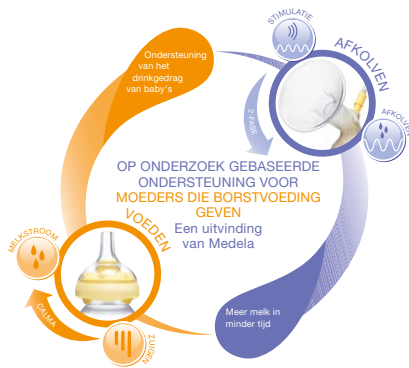 Ondersteuning
van het
drinkgedrag
van baby's
STIMULATIE
AFKOLVEN
2-FASE
AFKOLVEN
OP ONDERZOEK GEBASEERDE
ONDERSTEUNING VOOR
MOEDERS DIE BORSTVOEDING
GEVEN
Een uitvinding
van Medela
VOEDEN
MELKSTROOM
CALMA
ZUIGEN
Meer melk in
minder tijd